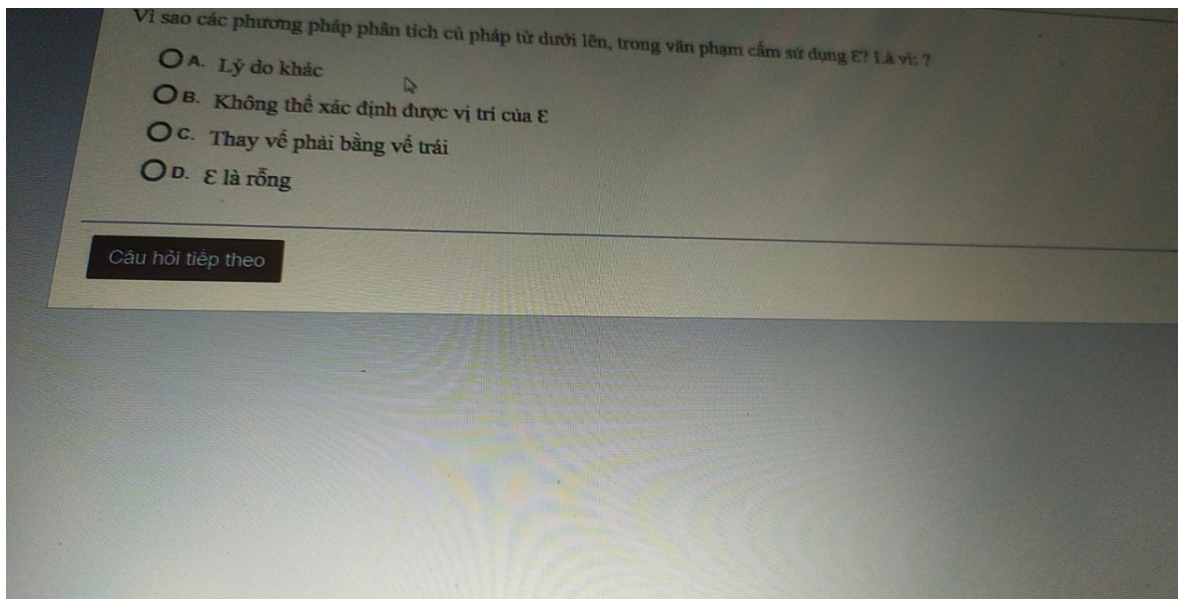 Vì sao các phương pháp phân tích cú pháp từ dưới lên, trong văn phạm cấm sử dụng Ɛ? Là vì: ?
A. Lý do khác
B. Không thể xác định được vị trí của Ɛ
C. Thay vế phải bằng vế trái
D. Ɛ là rỗng
Câu hỏi tiếp theo